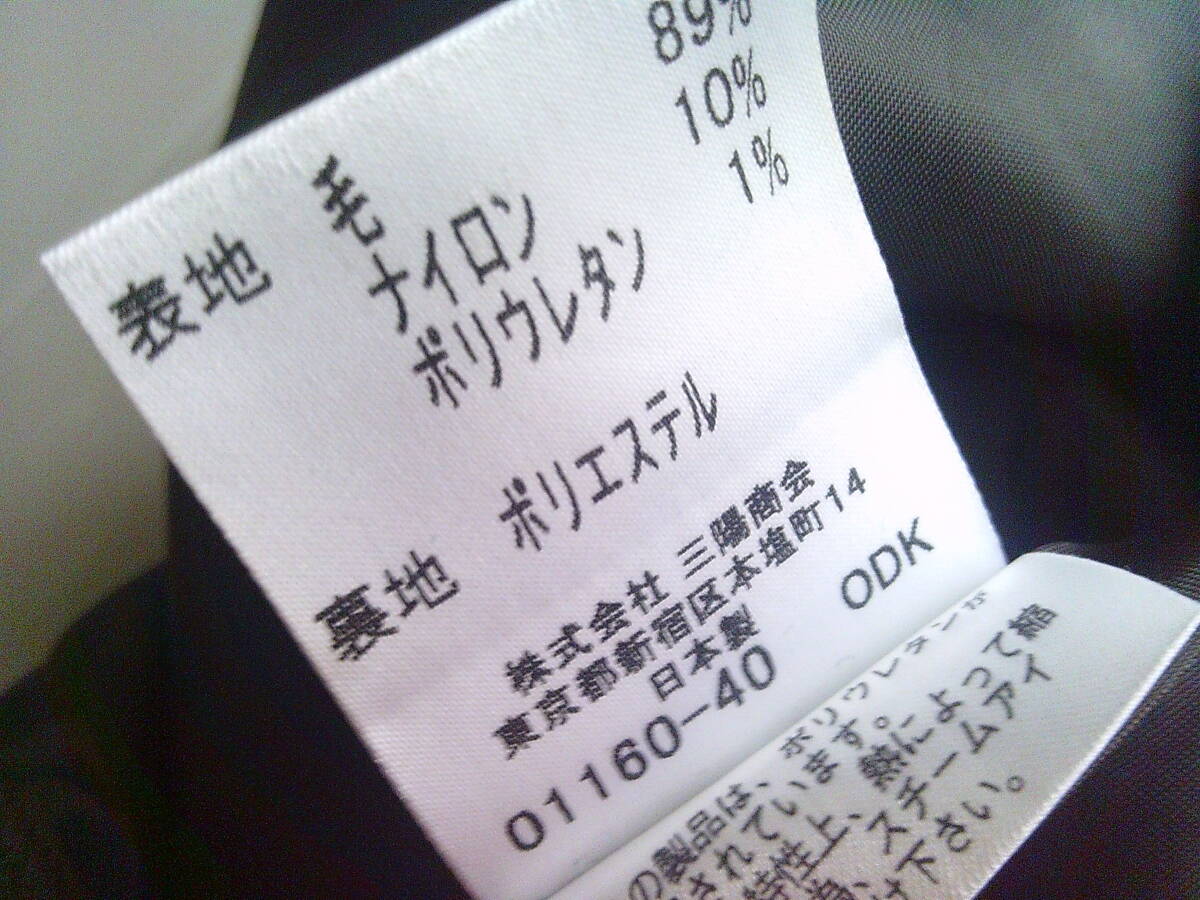 表地 毛 89%
ナイロン 10%
ポリウレタン 1%
裏地 ポリエステル
株式会社 三陽商会
東京都新宿区本塩町14
日本製 ODK
01160-40
の製品は、ポリウレタンが
されています。
特性上、熱によって縮
スチームアイ
け下さい。